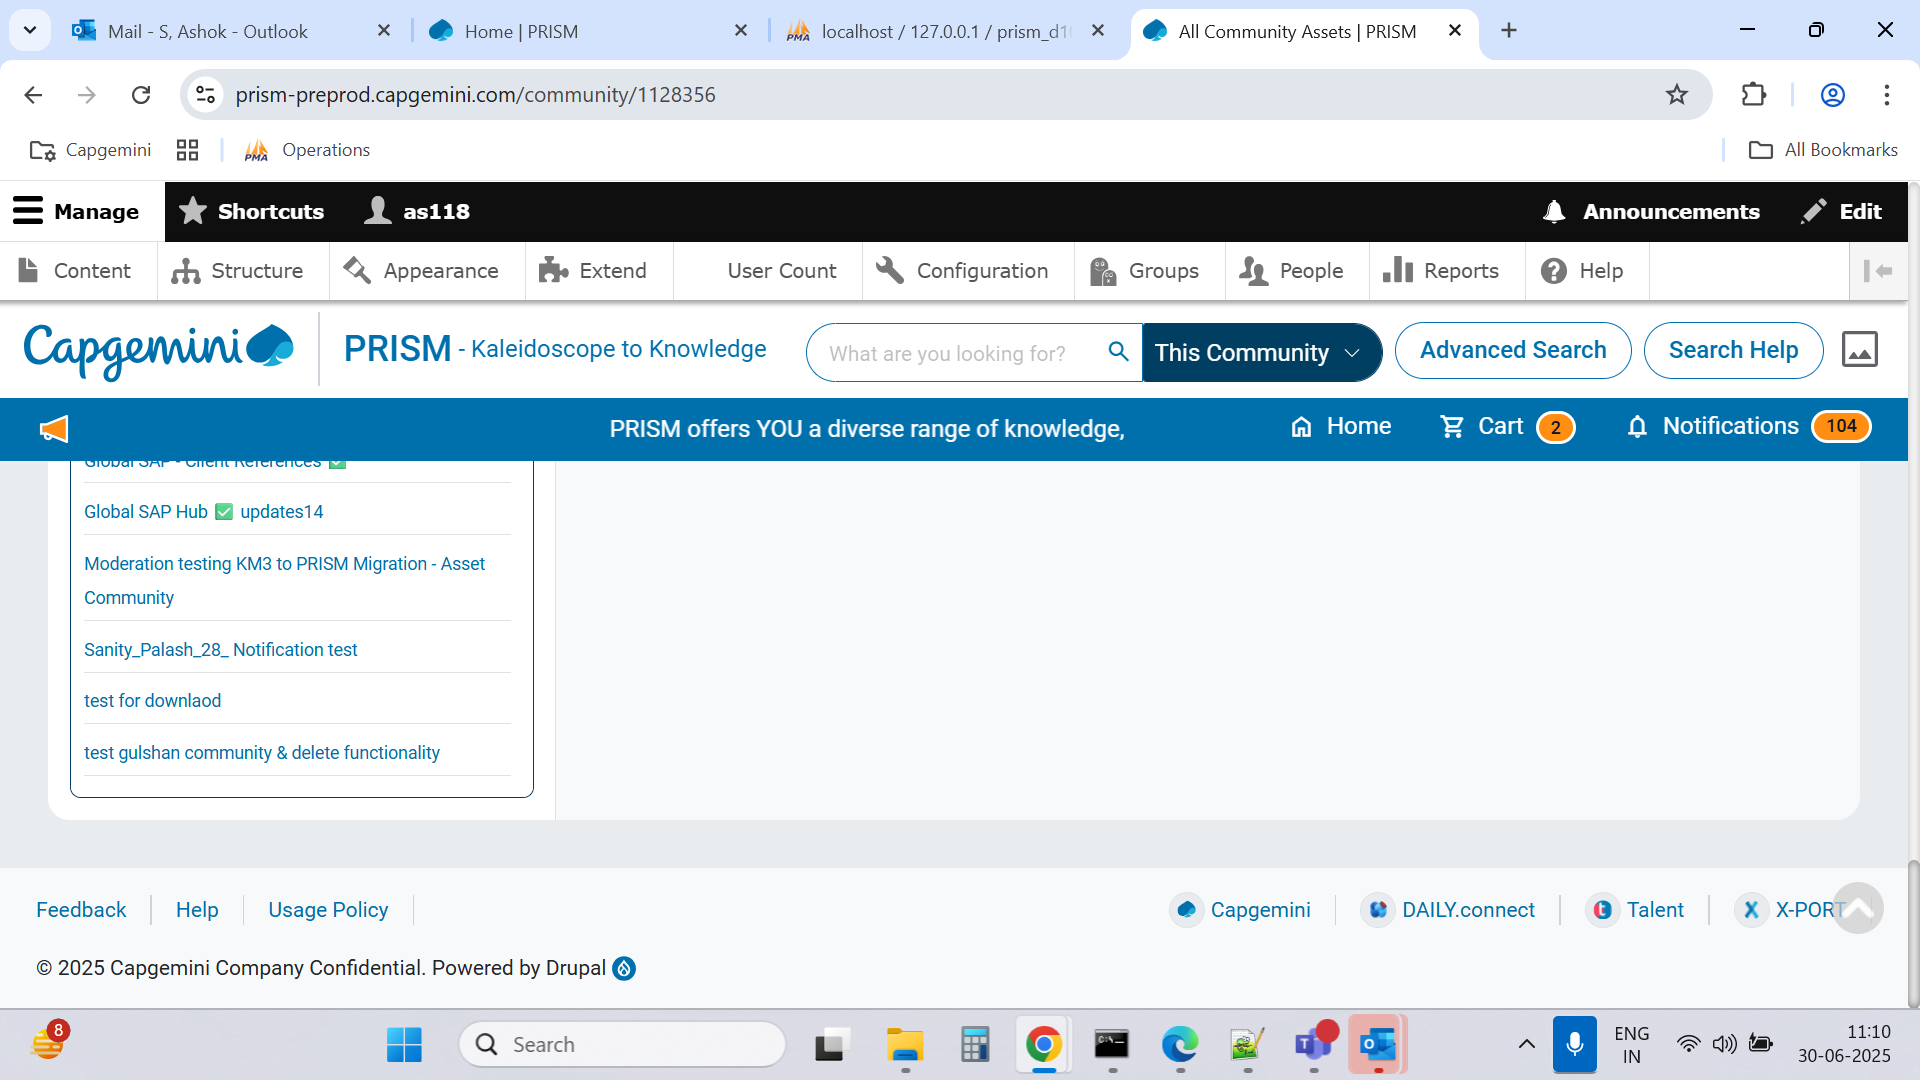 Mail - S, Ashok - Outlook
Home | PRISM
localhost / 127.0.0.1 / prism_d10
All Community Assets | PRISM
prism-preprod.capgemini.com/community/1128356
Capgemini
PMA
Operations
All Bookmarks
Manage
Shortcuts
as118
Announcements
Edit
Content
Structure
Appearance
Extend
User Count
Configuration
Groups
People
Reports
Help
Capgemini
PRISM - Kaleidoscope to Knowledge
What are you looking for?
This Community
Advanced Search
Search Help
PRISM offers YOU a diverse range of knowledge,
Home
Cart 2
Notifications 104
Global SAP - Client References ✅
Global SAP Hub ✅ updates14
Moderation testing KM3 to PRISM Migration - Asset
Community
Sanity_Palash_28_ Notification test
test for downlaod
test gulshan community & delete functionality
Feedback
Help
Usage Policy
Capgemini
DAILY.connect
Talent
X-PORT
© 2025 Capgemini Company Confidential. Powered by Drupal
8
Search
ENG
IN
11:10
30-06-2025